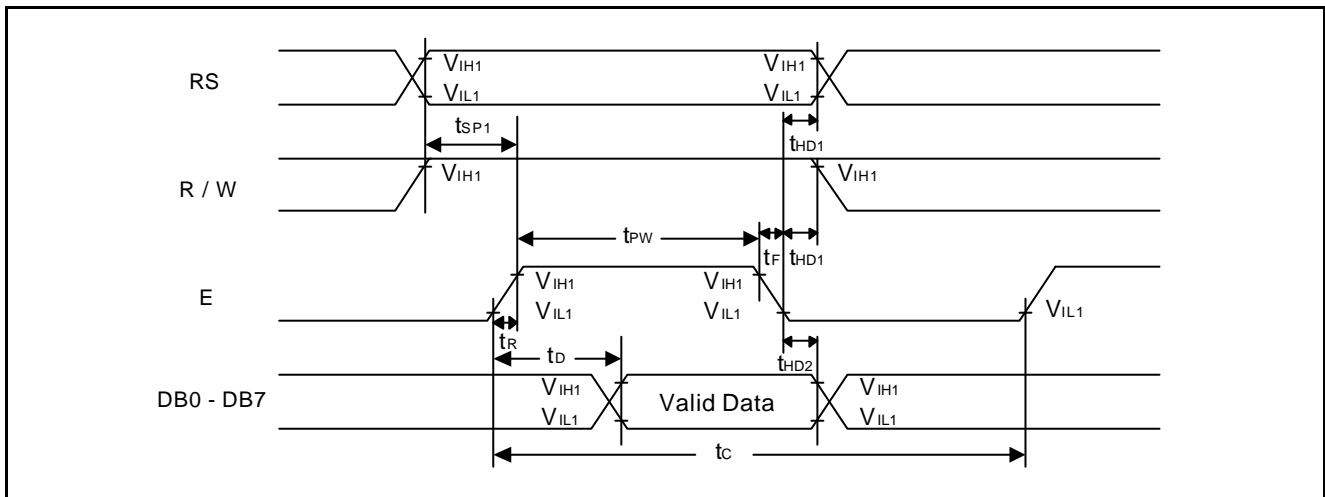 RS
VIH1
VIL1
VIH1
VIL1
tSP1
tHD1
R / W
VIH1
VIH1
tPW
tF
tHD1
E
VIH1
VIL1
VIH1
VIL1
VIL1
tR
tD
tHD2
DB0 - DB7
VIH1
VIL1
Valid Data
VIH1
VIL1
tC